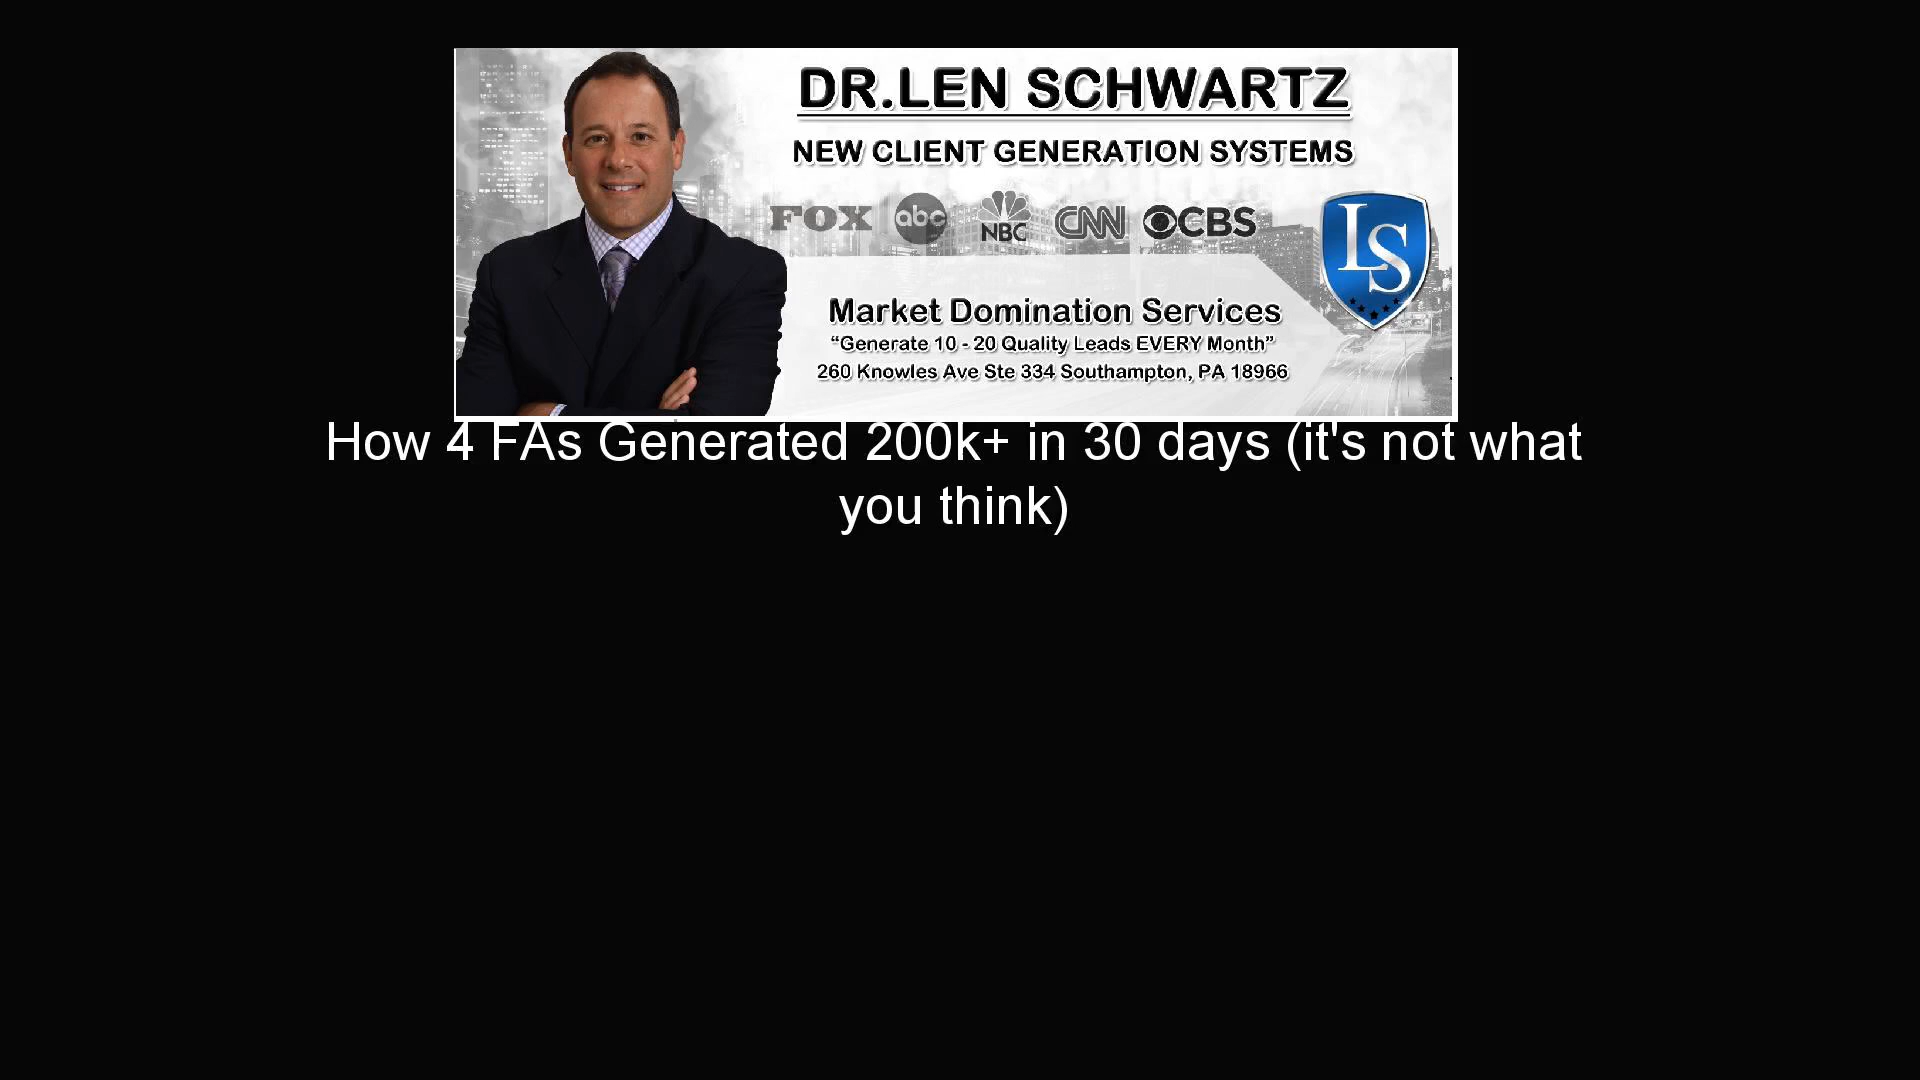 DR.LEN SCHWARTZ
NEW CLIENT GENERATION SYSTEMS
FOX abc NBC CNN CBS
LS
Market Domination Services
“Generate 10 - 20 Quality Leads EVERY Month”
260 Knowles Ave Ste 334 Southampton, PA 18966
How 4 FAs Generated 200k+ in 30 days (it's not what
you think)